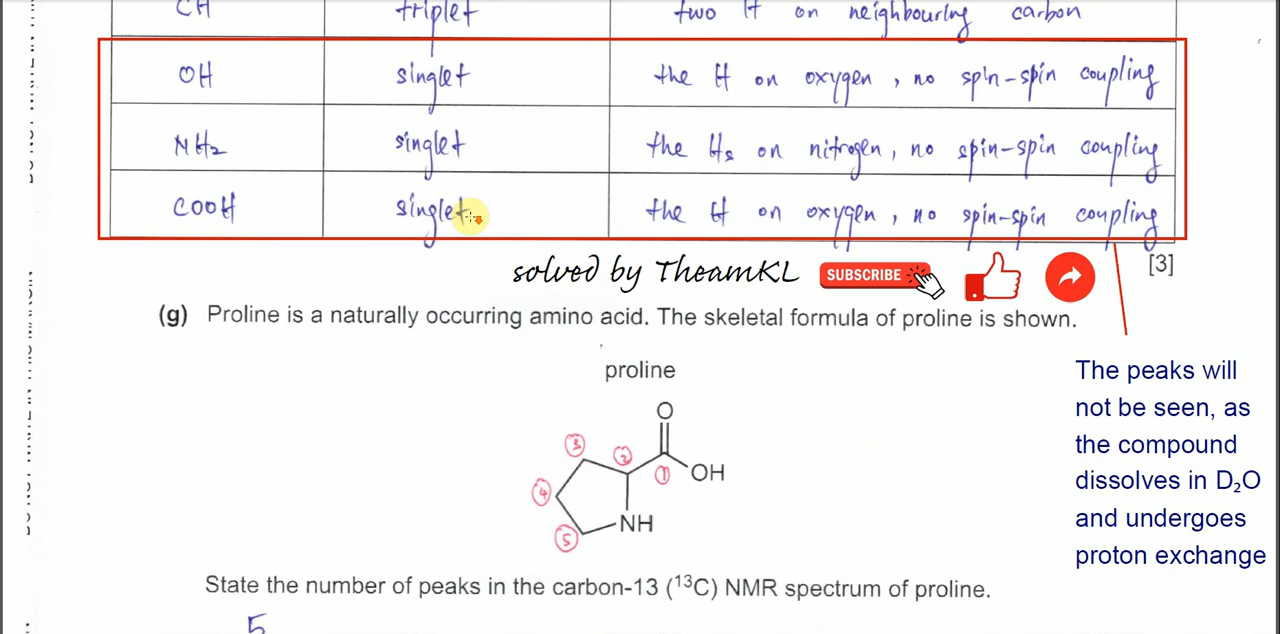 CH triplet two H on neighbouring carbon
OH singlet the H on oxygen, no spin-spin coupling
NH₂ singlet the Hs on nitrogen, no spin-spin coupling
COOH singlet the H on oxygen, no spin-spin coupling
solved by TheamKL SUBSCRIBE
[3]
(g) Proline is a naturally occurring amino acid. The skeletal formula of proline is shown.
proline
O
3 2
1 OH
4
NH
5
The peaks will
not be seen, as
the compound
dissolves in D₂O
and undergoes
proton exchange
State the number of peaks in the carbon-13 (¹³C) NMR spectrum of proline.
5